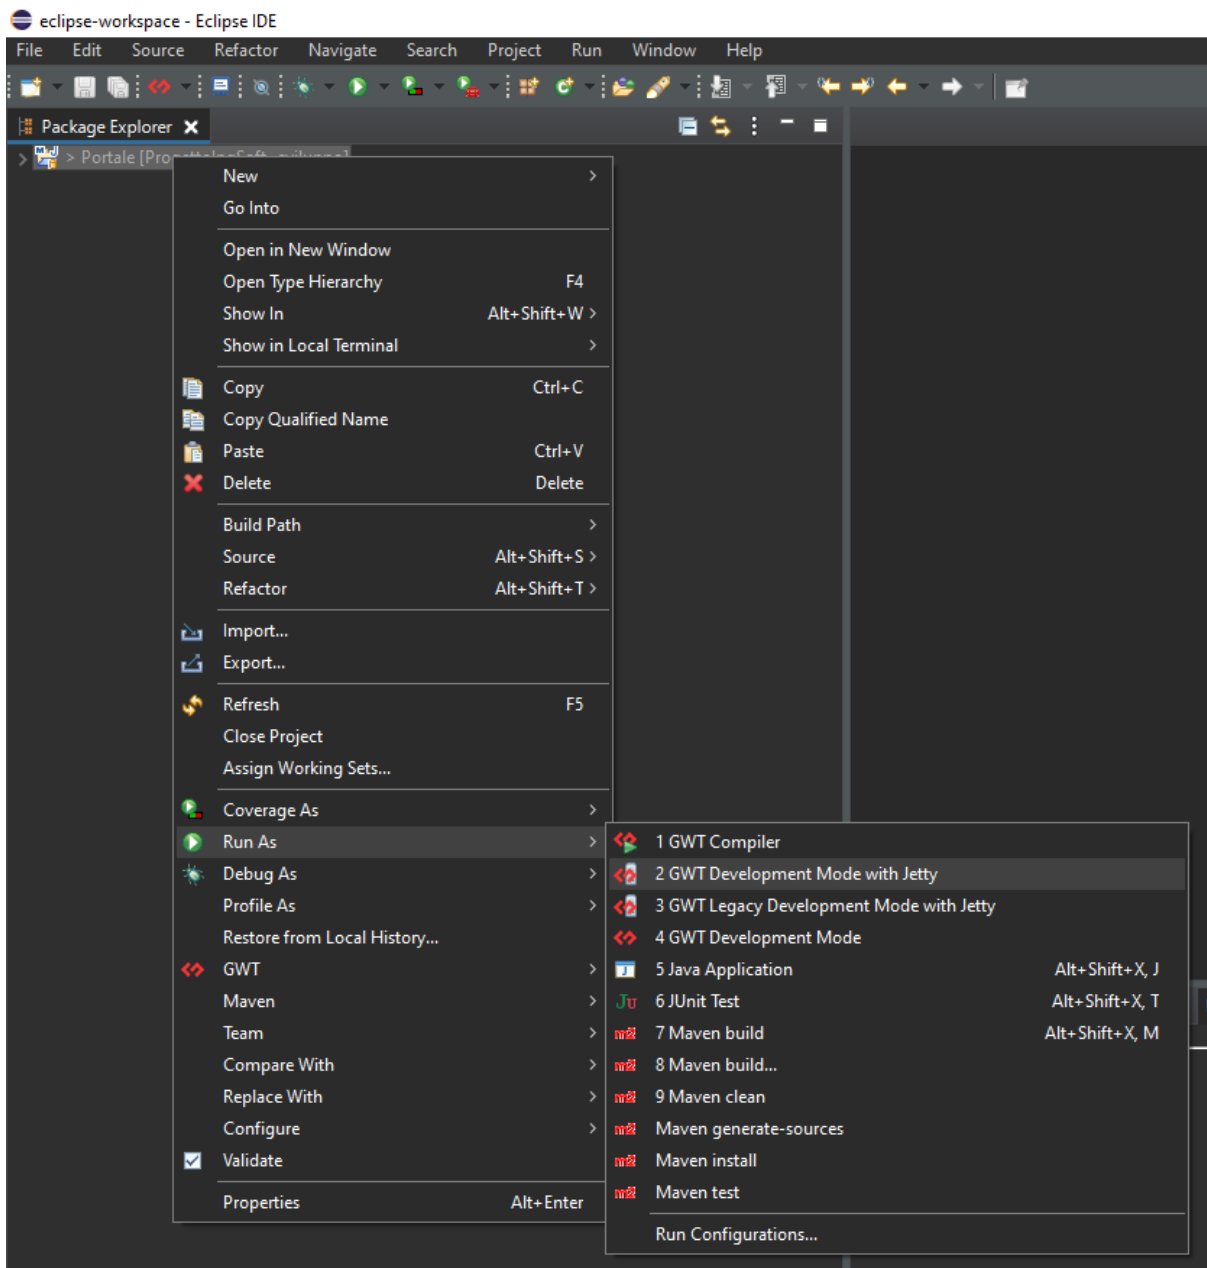 eclipse-workspace - Eclipse IDE
File Edit Source Refactor Navigate Search Project Run Window Help
Package Explorer
> Portale [ProgettoIngSoft sviluppo]
New
Go Into
Open in New Window
Open Type Hierarchy F4
Show In Alt+Shift+W
Show in Local Terminal
Copy Ctrl+C
Copy Qualified Name
Paste Ctrl+V
Delete Delete
Build Path
Source Alt+Shift+S
Refactor Alt+Shift+T
Import...
Export...
Refresh F5
Close Project
Assign Working Sets...
Coverage As
Run As
Debug As
Profile As
Restore from Local History...
GWT
Maven
Team
Compare With
Replace With
Configure
Validate
Properties Alt+Enter
1 GWT Compiler
2 GWT Development Mode with Jetty
3 GWT Legacy Development Mode with Jetty
4 GWT Development Mode
5 Java Application Alt+Shift+X, J
6 JUnit Test Alt+Shift+X, T
7 Maven build Alt+Shift+X, M
8 Maven build...
9 Maven clean
Maven generate-sources
Maven install
Maven test
Run Configurations...